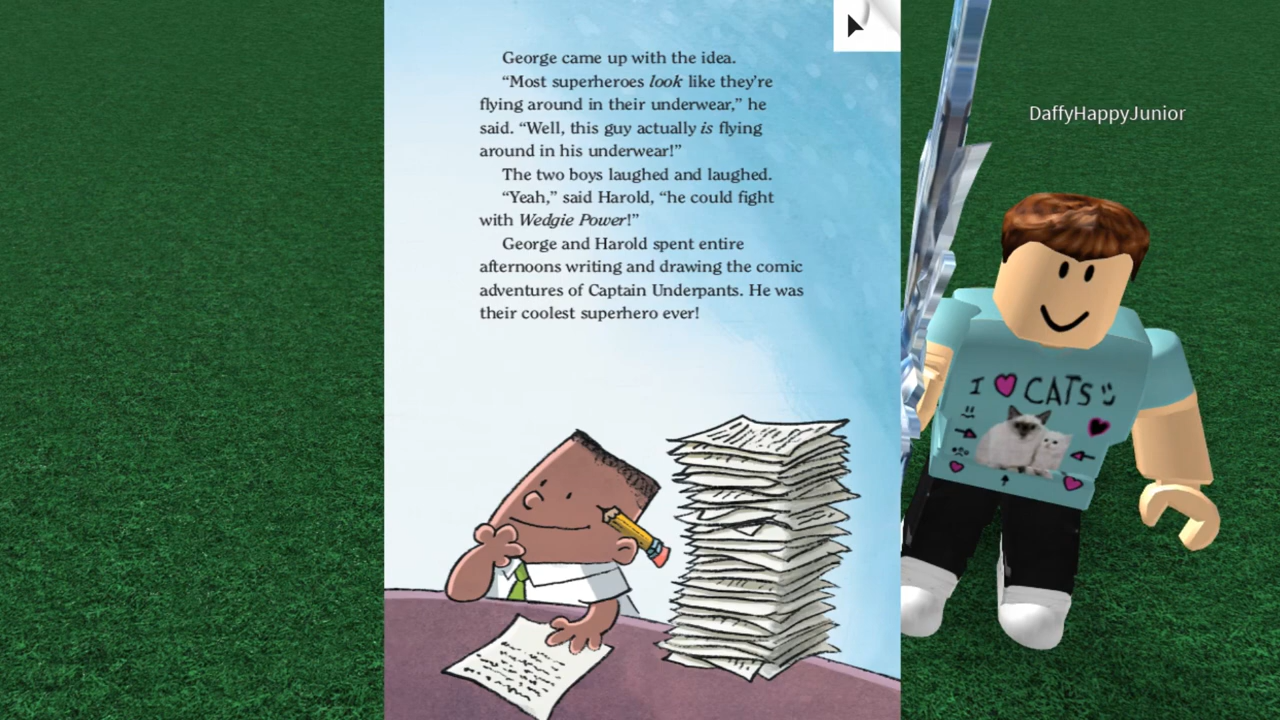 George came up with the idea.
“Most superheroes look like they’re
flying around in their underwear,” he
said. “Well, this guy actually is flying
around in his underwear!”
The two boys laughed and laughed.
“Yeah,” said Harold, “he could fight
with Wedgie Power!”
George and Harold spent entire
afternoons writing and drawing the comic
adventures of Captain Underpants. He was
their coolest superhero ever!
DaffyHappyJunior
I ♥ CATS